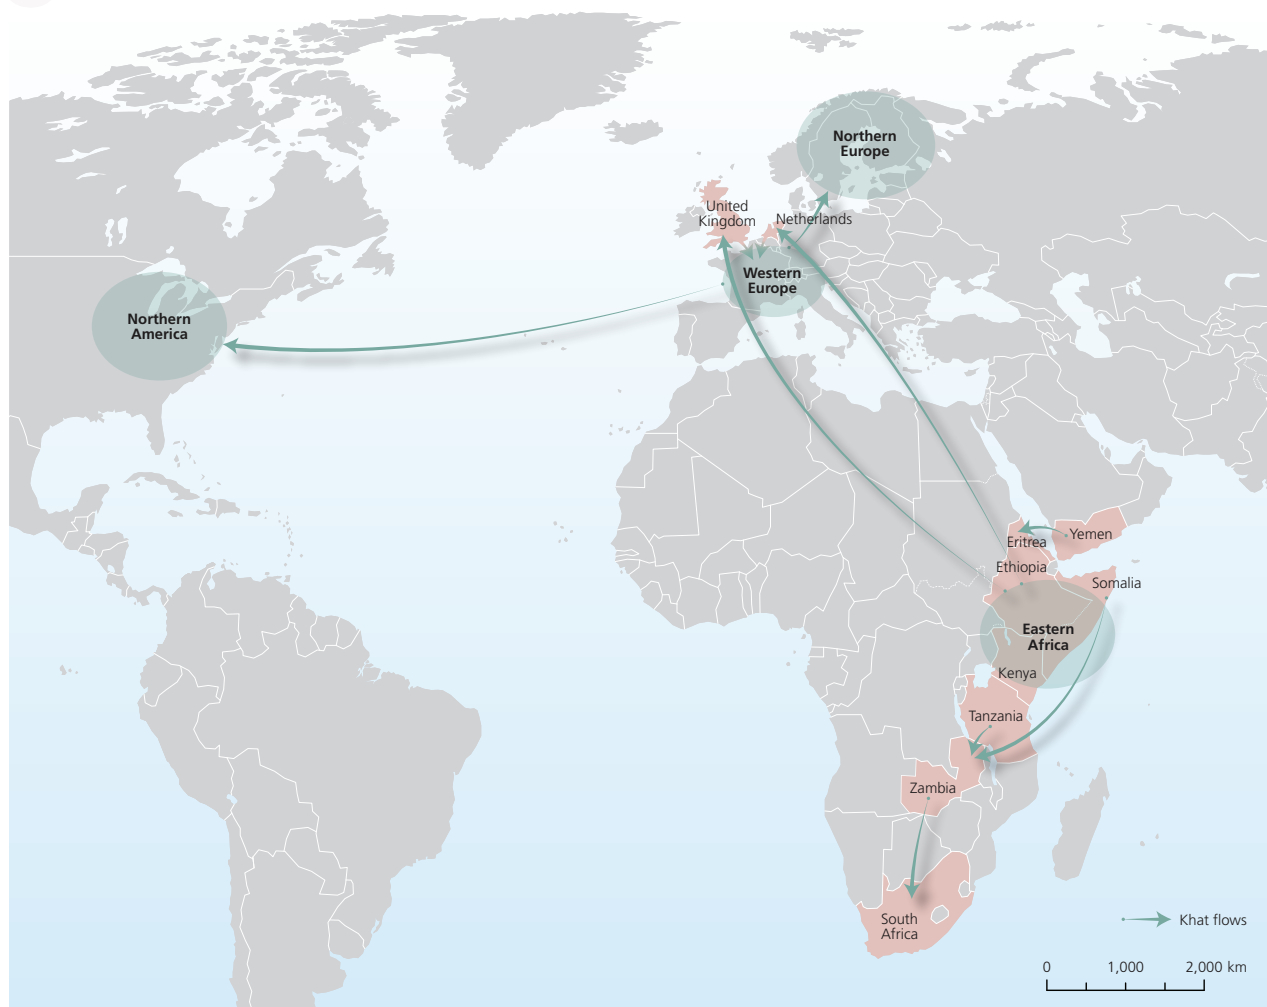 Northern
Europe
United
Kingdom
Netherlands
Western
Europe
Northern
America
Eritrea
Yemen
Ethiopia
Somalia
Eastern
Africa
Kenya
Tanzania
Zambia
South
Africa
Khat flows
0 1,000 2,000 km